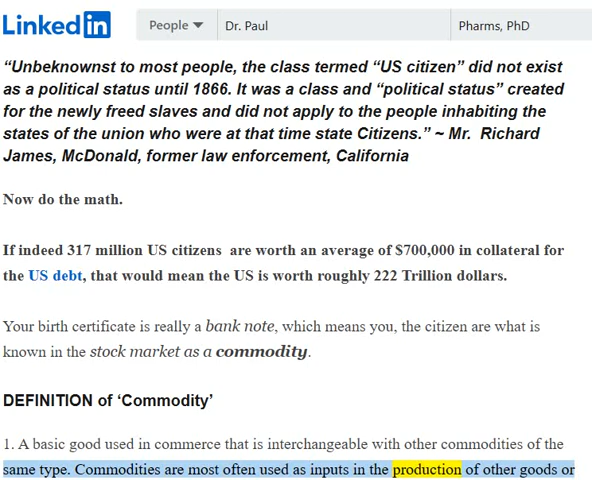 Linked in People Dr. Paul Pharms, PhD
“Unbeknownst to most people, the class termed “US citizen” did not exist
as a political status until 1866. It was a class and “political status” created
for the newly freed slaves and did not apply to the people inhabiting the
states of the union who were at that time state Citizens.” ~ Mr. Richard
James, McDonald, former law enforcement, California
Now do the math.
If indeed 317 million US citizens are worth an average of $700,000 in collateral for
the US debt, that would mean the US is worth roughly 222 Trillion dollars.
Your birth certificate is really a bank note, which means you, the citizen are what is
known in the stock market as a commodity.
DEFINITION of ‘Commodity’
1. A basic good used in commerce that is interchangeable with other commodities of the
same type. Commodities are most often used as inputs in the production of other goods or